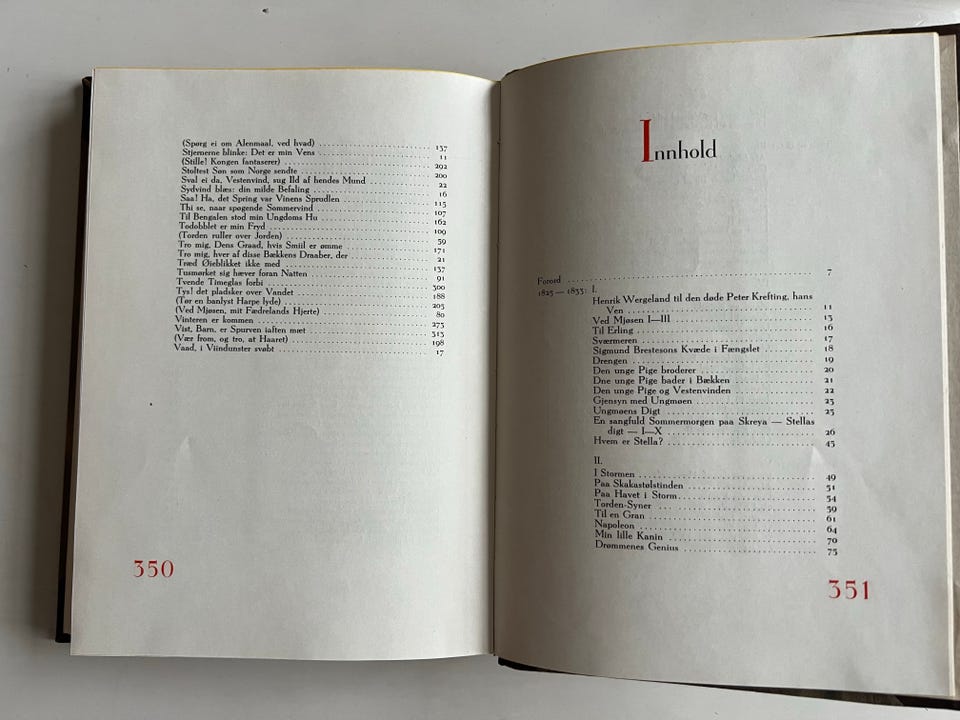 (Spørg ei om Alenmaal, ved hvad) 137
Stjernerne blinke: Det er min Vens 11
(Stille! Kongen fantaserer) 292
Stoltest Søn som Norge sendte 200
Sval ei da, Vestenvind, sug Ild af hendes Mund 22
Sydvind blæs: din milde Befaling 16
Saa! Ha, det Spring var Vinens Sprudlen 115
Thi se, naar spøgende Sommervind 107
Til Bengalen stod min Ungdoms Hu 162
Todobblet er min Fryd 109
(Torden ruller over Jorden) 59
Tro mig, Dens Graad, hvis Smiil er ømme 171
Tro mig, hver af disse Bækkens Draaber, der 21
Træd Øieblikket ikke med 137
Tusmørket sig hæver foran Natten 91
Tvende Timeglas forbi 300
Tys! det pladsker over Vandet 188
(Tør en banlyst Harpe lyde) 205
(Ved Mjøsen, mit Fædrelands Hjerte) 80
Vinteren er kommen 273
Vist, Barn, er Spurven iaften mæt 313
(Vær from, og tro, at Haaret) 198
Vaad, i Viindunster svøbt 17
350
Innhold
Forord 7
1825—1833: I.
Henrik Wergeland til den døde Peter Krefting, hans
Ven 11
Ved Mjøsen I—III 13
Til Erling 16
Sværmeren 17
Sigmund Brestesons Kvæde i Fængslet 18
Drengen 19
Den unge Pige broderer 20
Dne unge Pige bader i Bækken 21
Den unge Pige og Vestenvinden 22
Gjensyn med Ungmøen 23
Ungmøens Digt 25
En sangfuld Sommermorgen paa Skreya — Stellas
digt — I—X 26
Hvem er Stella? 45
II.
I Stormen 49
Paa Skakastølstinden 51
Paa Havet i Storm 54
Torden-Syner 59
Til en Gran 61
Napoleon 64
Min lille Kanin 70
Drømmenes Genius 75
351